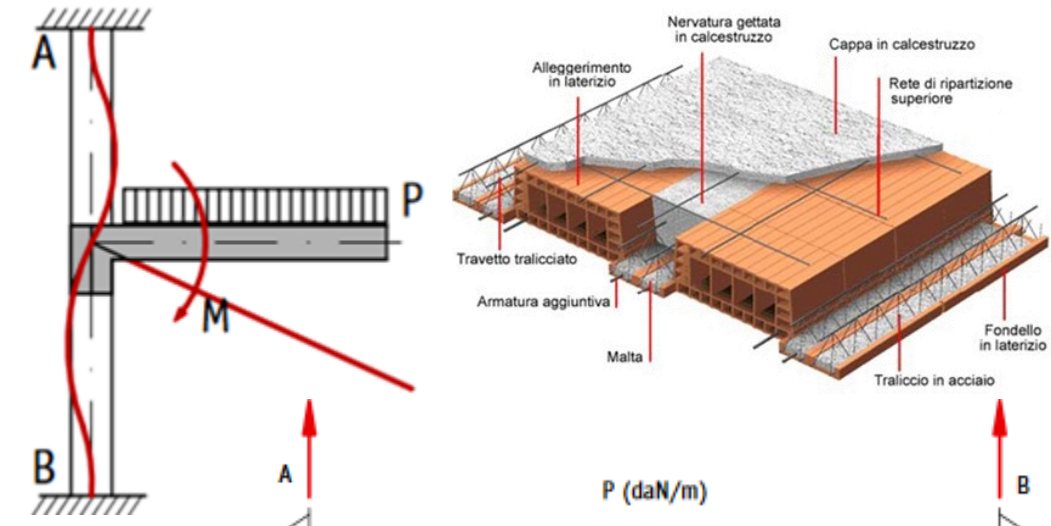 A
P
M
B
Nervatura gettata
in calcestruzzo
Cappa in calcestruzzo
Alleggerimento
in laterizio
Rete di ripartizione
superiore
Travetto tralicciato
Armatura aggiuntiva
Malta
Fondello
in laterizio
Traliccio in acciaio
A
P (daN/m)
B